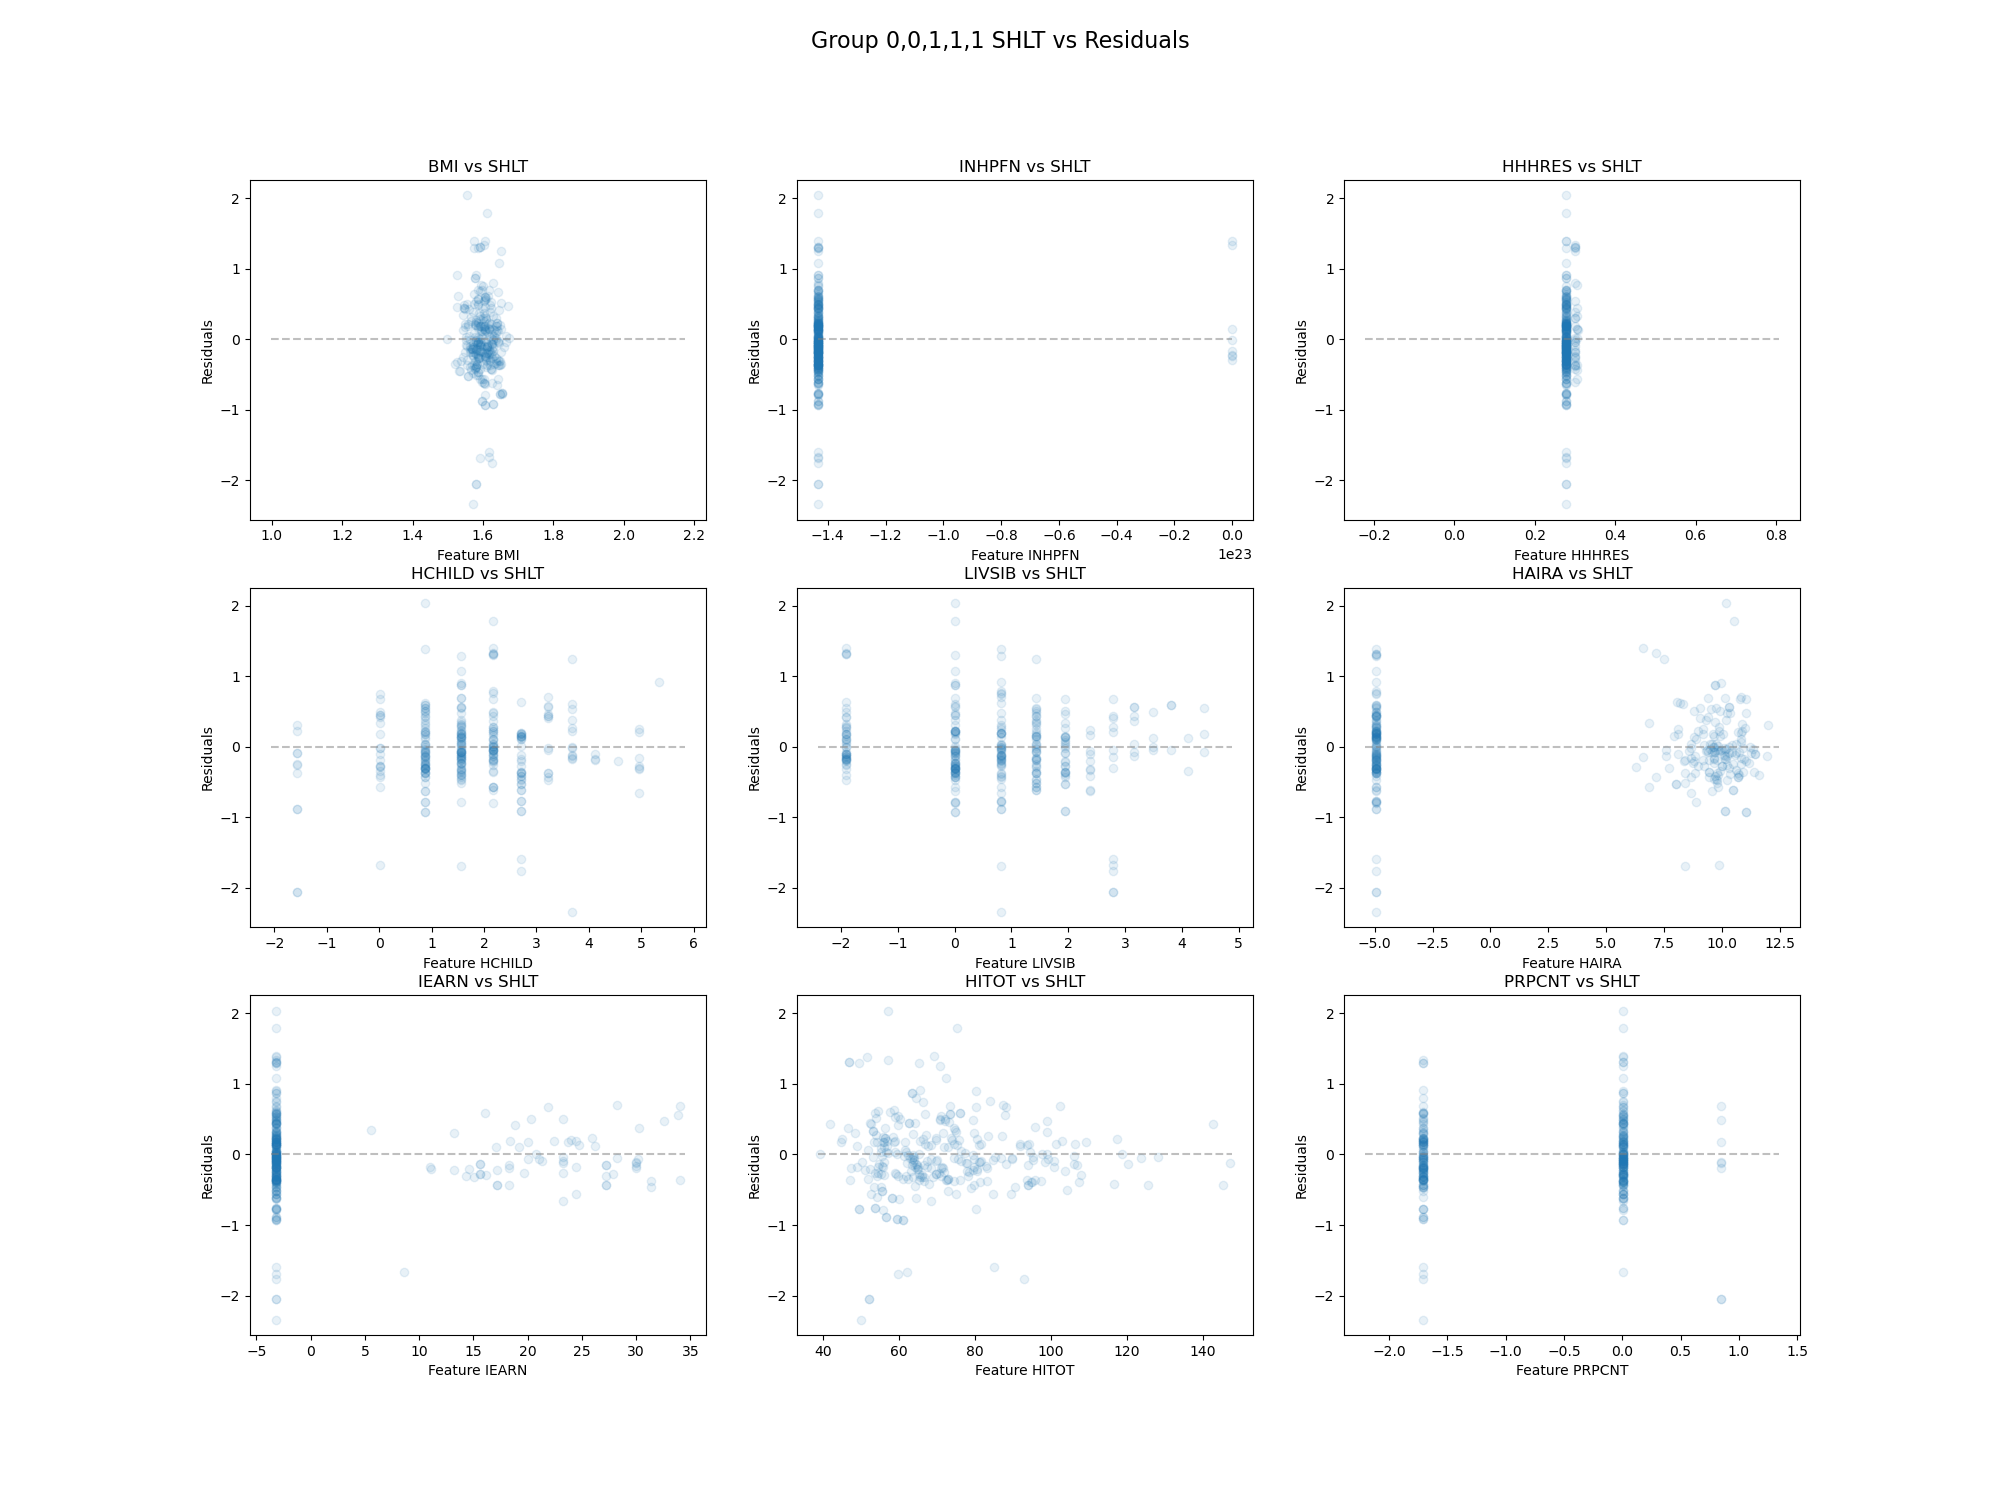 Group 0,0,1,1,1 SHLT vs Residuals
BMI vs SHLT
INHPFN vs SHLT
HHHRES vs SHLT
Residuals
2
1
0
−1
−2
1.0 1.2 1.4 1.6 1.8 2.0 2.2
Feature BMI
Residuals
2
1
0
−1
−2
−1.4 −1.2 −1.0 −0.8 −0.6 −0.4 −0.2 0.0
1e23
Feature INHPFN
Residuals
2
1
0
−1
−2
−0.2 0.0 0.2 0.4 0.6 0.8
Feature HHHRES
HCHILD vs SHLT
LIVSIB vs SHLT
HAIRA vs SHLT
Residuals
2
1
0
−1
−2
−2 −1 0 1 2 3 4 5 6
Feature HCHILD
Residuals
2
1
0
−1
−2
−2 −1 0 1 2 3 4 5
Feature LIVSIB
Residuals
2
1
0
−1
−2
−5.0 −2.5 0.0 2.5 5.0 7.5 10.0 12.5
Feature HAIRA
IEARN vs SHLT
HITOT vs SHLT
PRPCNT vs SHLT
Residuals
2
1
0
−1
−2
−5 0 5 10 15 20 25 30 35
Feature IEARN
Residuals
2
1
0
−1
−2
40 60 80 100 120 140
Feature HITOT
Residuals
2
1
0
−1
−2
−2.0 −1.5 −1.0 −0.5 0.0 0.5 1.0 1.5
Feature PRPCNT